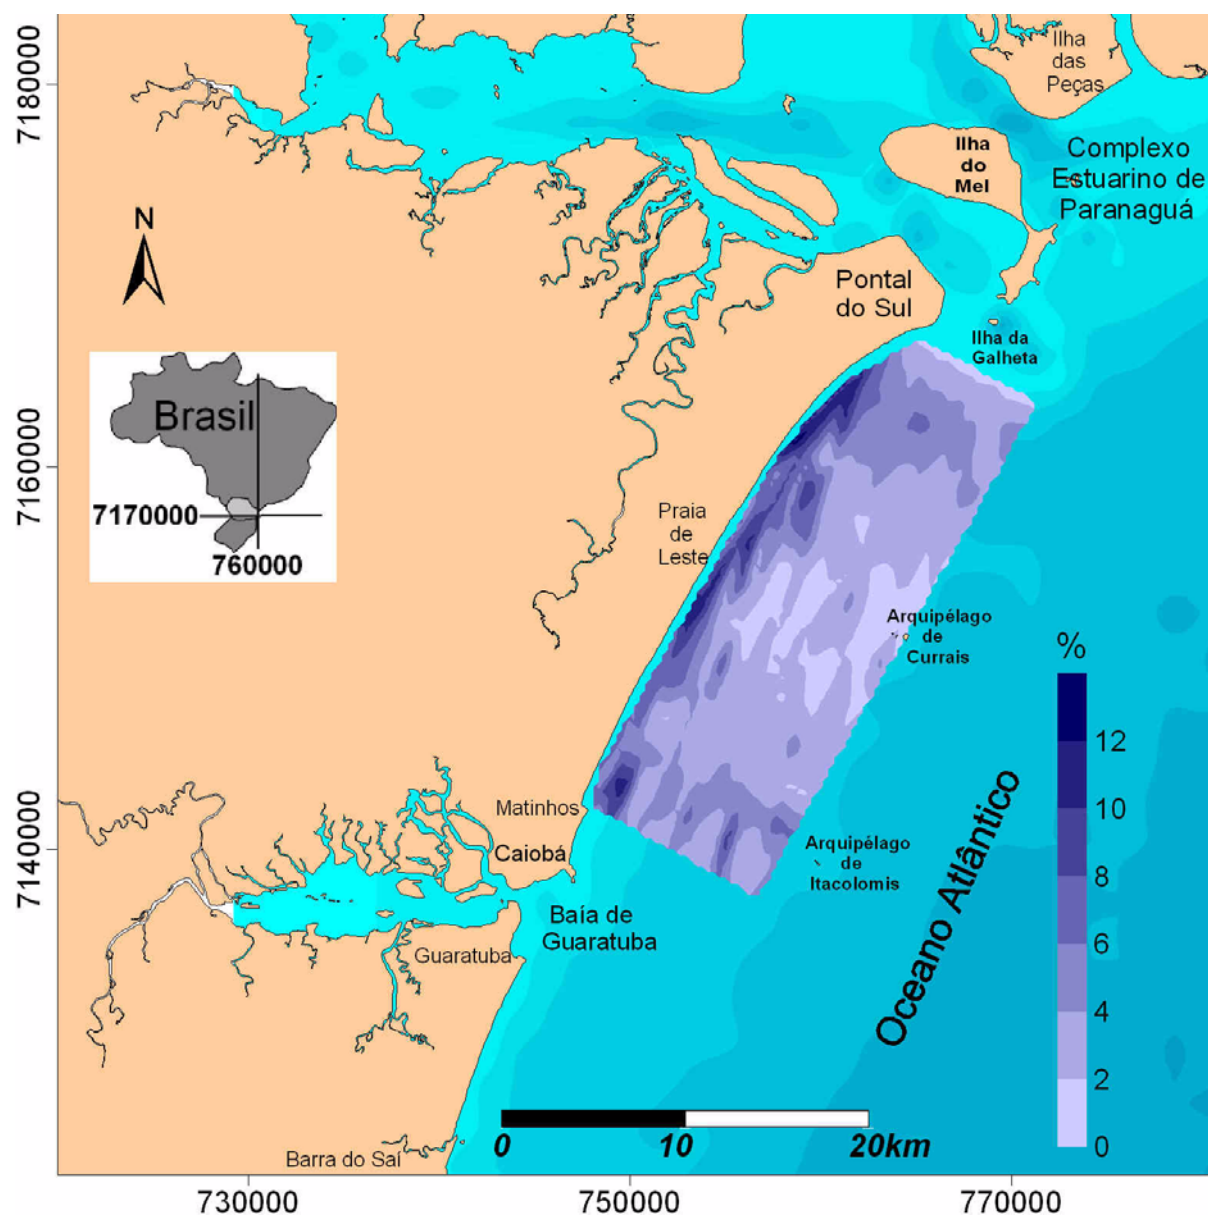 Ilha
das
Peças
7180000
Ilha
do
Mel
Complexo
Estuarino de
Paranaguá
N
Pontal
do Sul
Ilha da
Galheta
Brasil
7170000
760000
7160000
Praia
de
Leste
Arquipélago
de
Currais
%
12
10
8
6
4
2
0
Matinhos
Caiobá
7140000
Arquipélago
de
Itacolomis
Oceano Atlântico
Baía de
Guaratuba
Guaratuba
0 10 20km
Barra do Saí
730000 750000 770000